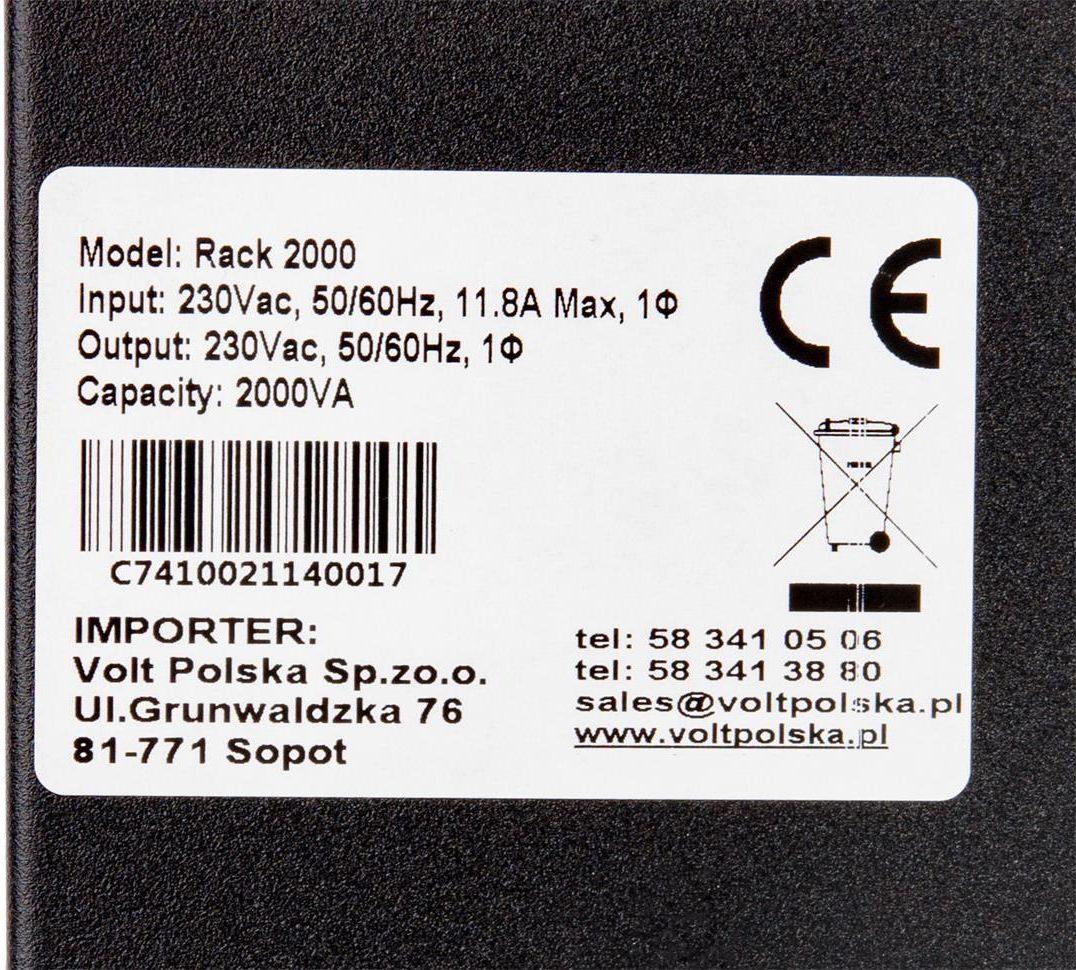 Model: Rack 2000
Input: 230Vac, 50/60Hz, 11.8A Max, 1Φ
Output: 230Vac, 50/60Hz, 1Φ
Capacity: 2000VA
CE
C7410021140017
IMPORTER:
Volt Polska Sp.zo.o.
Ul.Grunwaldzka 76
81-771 Sopot
tel: 58 341 05 06
tel: 58 341 38 80
sales@voltpolska.pl
www.voltpolska.pl